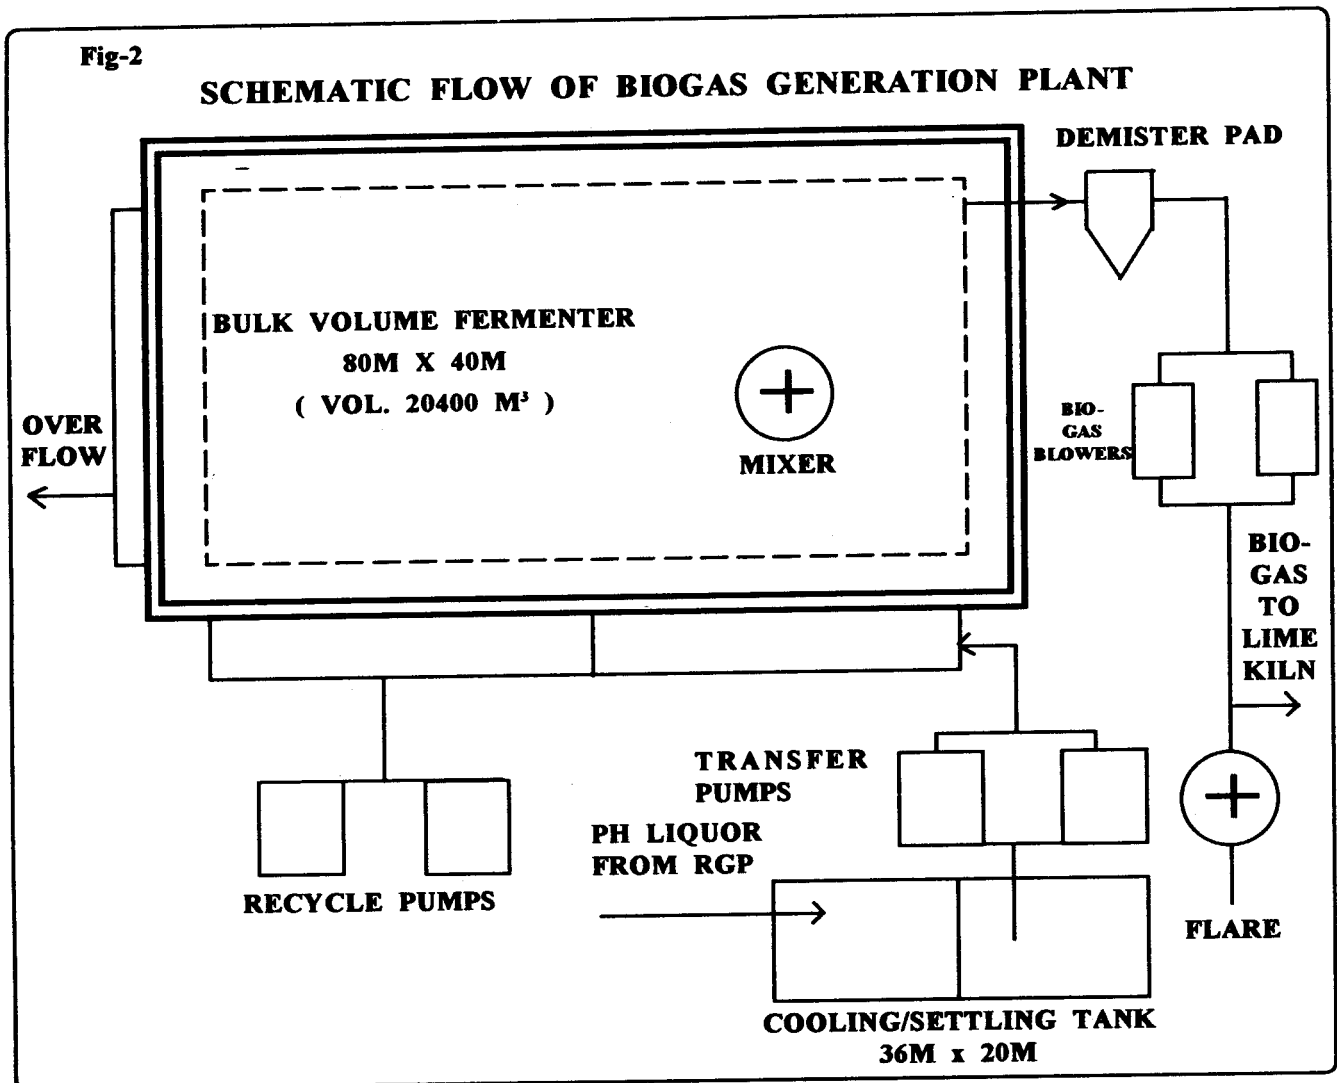 Fig-2
SCHEMATIC FLOW OF BIOGAS GENERATION PLANT
DEMISTER PAD
BULK VOLUME FERMENTER
80M X 40M
( VOL. 20400 M³ )
MIXER
OVER
FLOW
BIO-
GAS
BLOWERS
BIO-
GAS
TO
LIME
KILN
TRANSFER
PUMPS
PH LIQUOR
FROM RGP
RECYCLE PUMPS
FLARE
COOLING/SETTLING TANK
36M x 20M